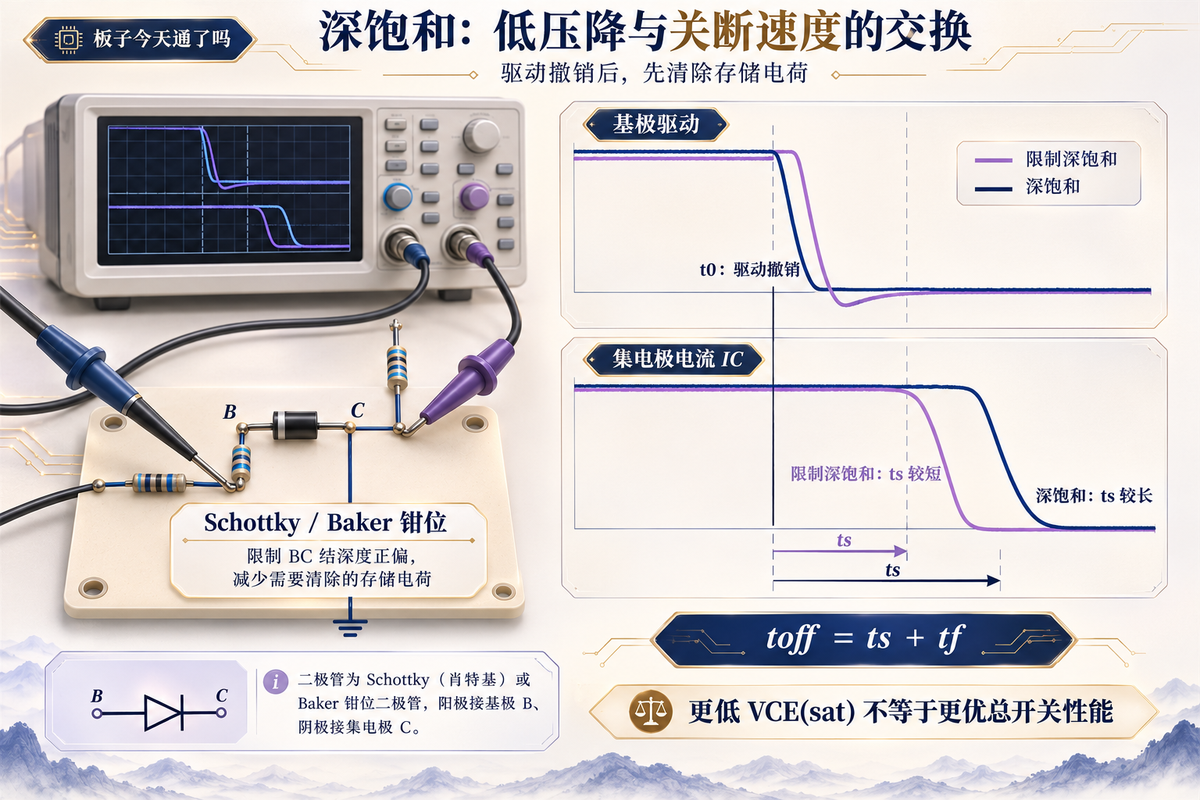 板子今天通了吗
深饱和：低压降与关断速度的交换
驱动撤销后，先清除存储电荷
基极驱动
限制深饱和
深饱和
t0：驱动撤销
集电极电流 IC
限制深饱和：ts 较短
深饱和：ts 较长
ts
ts
B
C
Schottky / Baker 钳位
限制 BC 结深度正偏，
减少需要清除的存储电荷
toff = ts + tf
更低 VCE(sat) 不等于更优总开关性能
B
C
i
二极管为 Schottky（肖特基）或
Baker 钳位二极管，阳极接基极 B、
阴极接集电极 C。